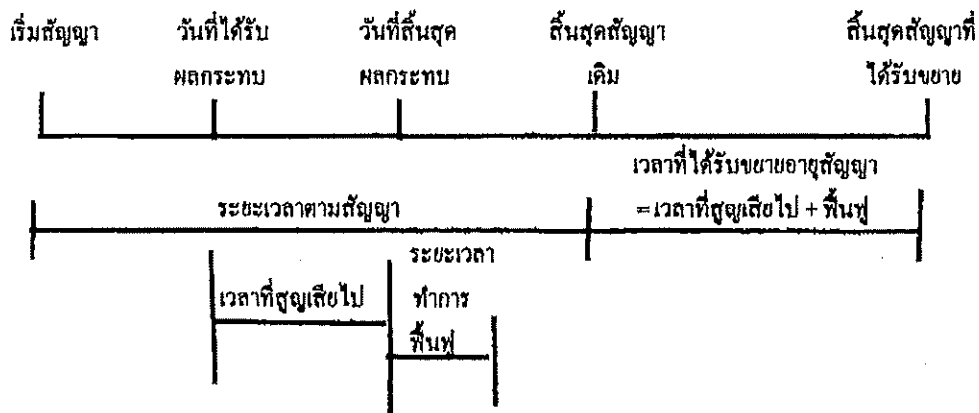 เริ่มสัญญา วันที่ได้รับ วันที่สิ้นสุด สิ้นสุดสัญญา สิ้นสุดสัญญาที่
ผลกระทบ ผลกระทบ เดิม ได้รับขยาย
เวลาที่ได้รับขยายอายุสัญญา
ระยะเวลาตามสัญญา =เวลาที่สูญเสียไป + ฟื้นฟู
ระยะเวลา
เวลาที่สูญเสียไป ทำการ
ฟื้นฟู